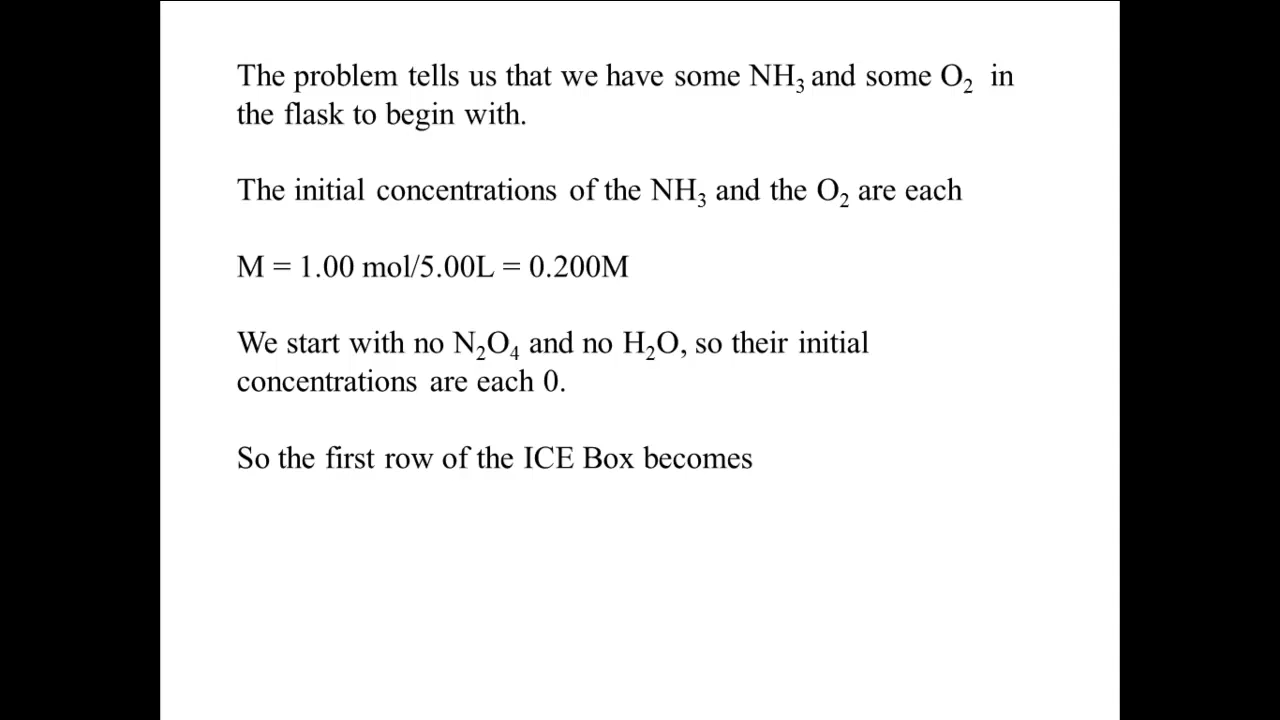 The problem tells us that we have some NH₃ and some O₂ in
the flask to begin with.
The initial concentrations of the NH₃ and the O₂ are each
M = 1.00 mol/5.00L = 0.200M
We start with no N₂O₄ and no H₂O, so their initial
concentrations are each 0.
So the first row of the ICE Box becomes